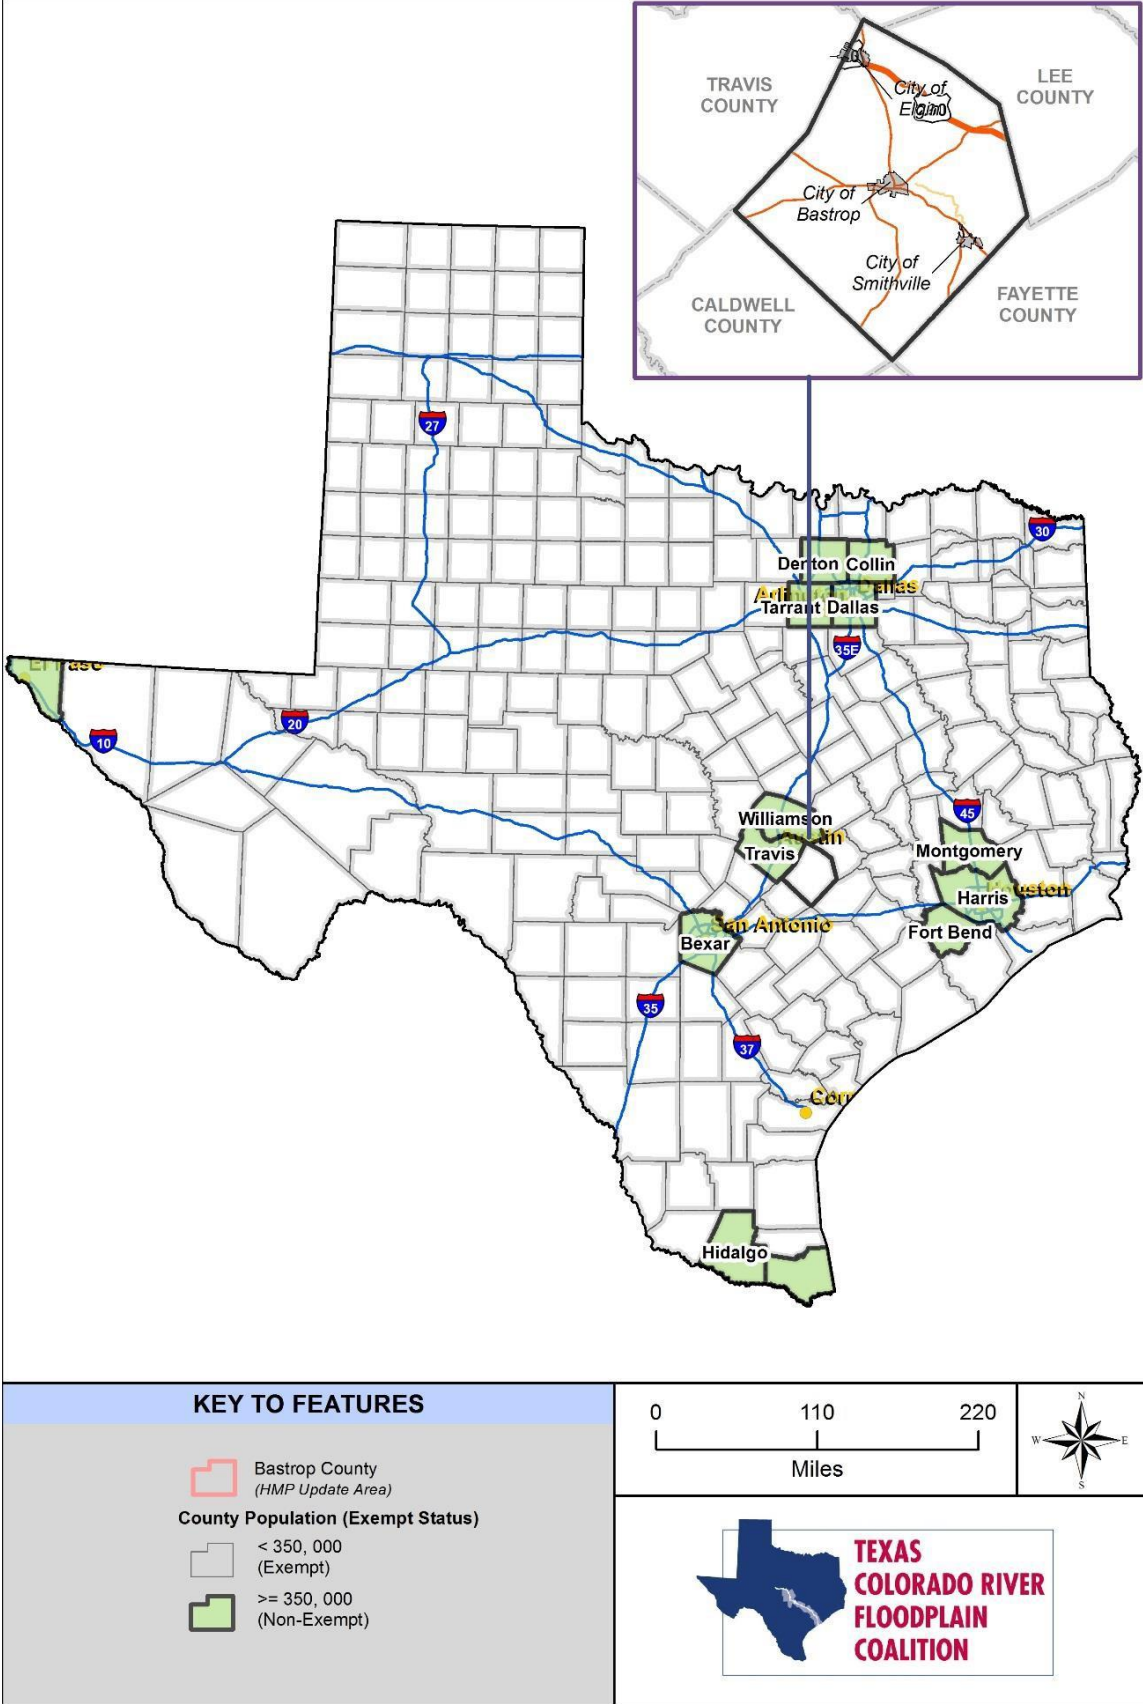 TRAVIS
COUNTY
LEE
COUNTY
City of
Elgin
City of
Bastrop
City of
Smithville
CALDWELL
COUNTY
FAYETTE
COUNTY
27
30
Denton Collin
Dallas
Tarrant Dallas
35E
20
10
45
Williamson
Austin
Travis
Montgomery
Houston
Harris
San Antonio
Fort Bend
Bexar
35
37
Hidalgo
KEY TO FEATURES
Bastrop County
(HMP Update Area)
County Population (Exempt Status)
< 350, 000
(Exempt)
>= 350, 000
(Non-Exempt)
0 110 220
Miles
N
W E
S
TEXAS
COLORADO RIVER
FLOODPLAIN
COALITION